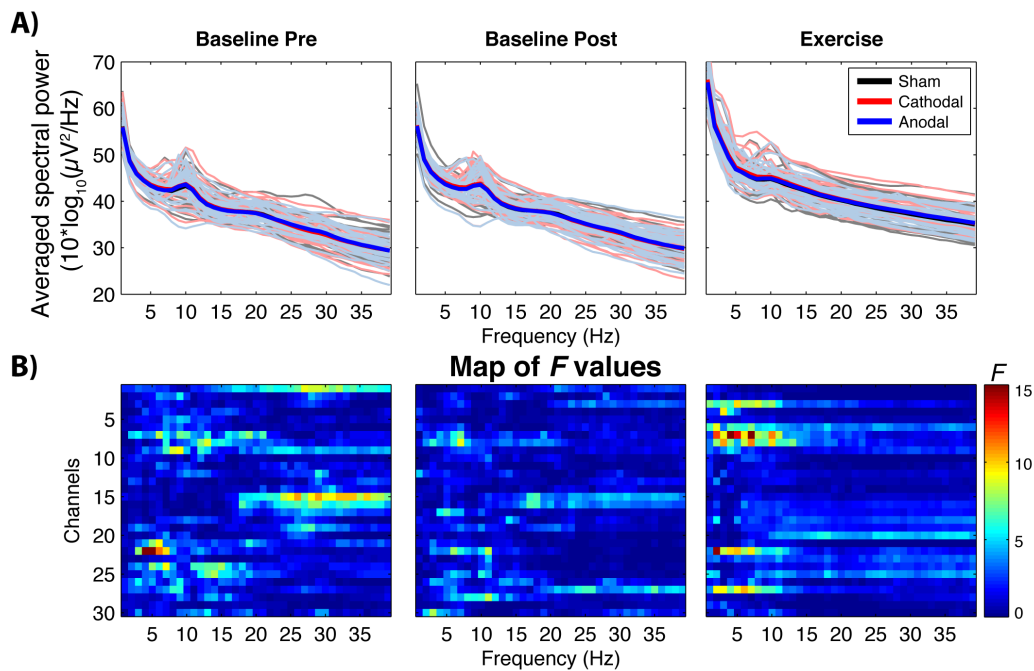 A)
Baseline Pre
Baseline Post
Exercise
Averaged spectral power
(10*log10(μV²/Hz)
70
60
50
40
30
20
Sham
Cathodal
Anodal
5 10 15 20 25 30 35
5 10 15 20 25 30 35
5 10 15 20 25 30 35
Frequency (Hz)
B)
Map of F values
F
Channels
5
10
15
20
25
30
15
10
5
0
5 10 15 20 25 30 35
5 10 15 20 25 30 35
5 10 15 20 25 30 35
Frequency (Hz)